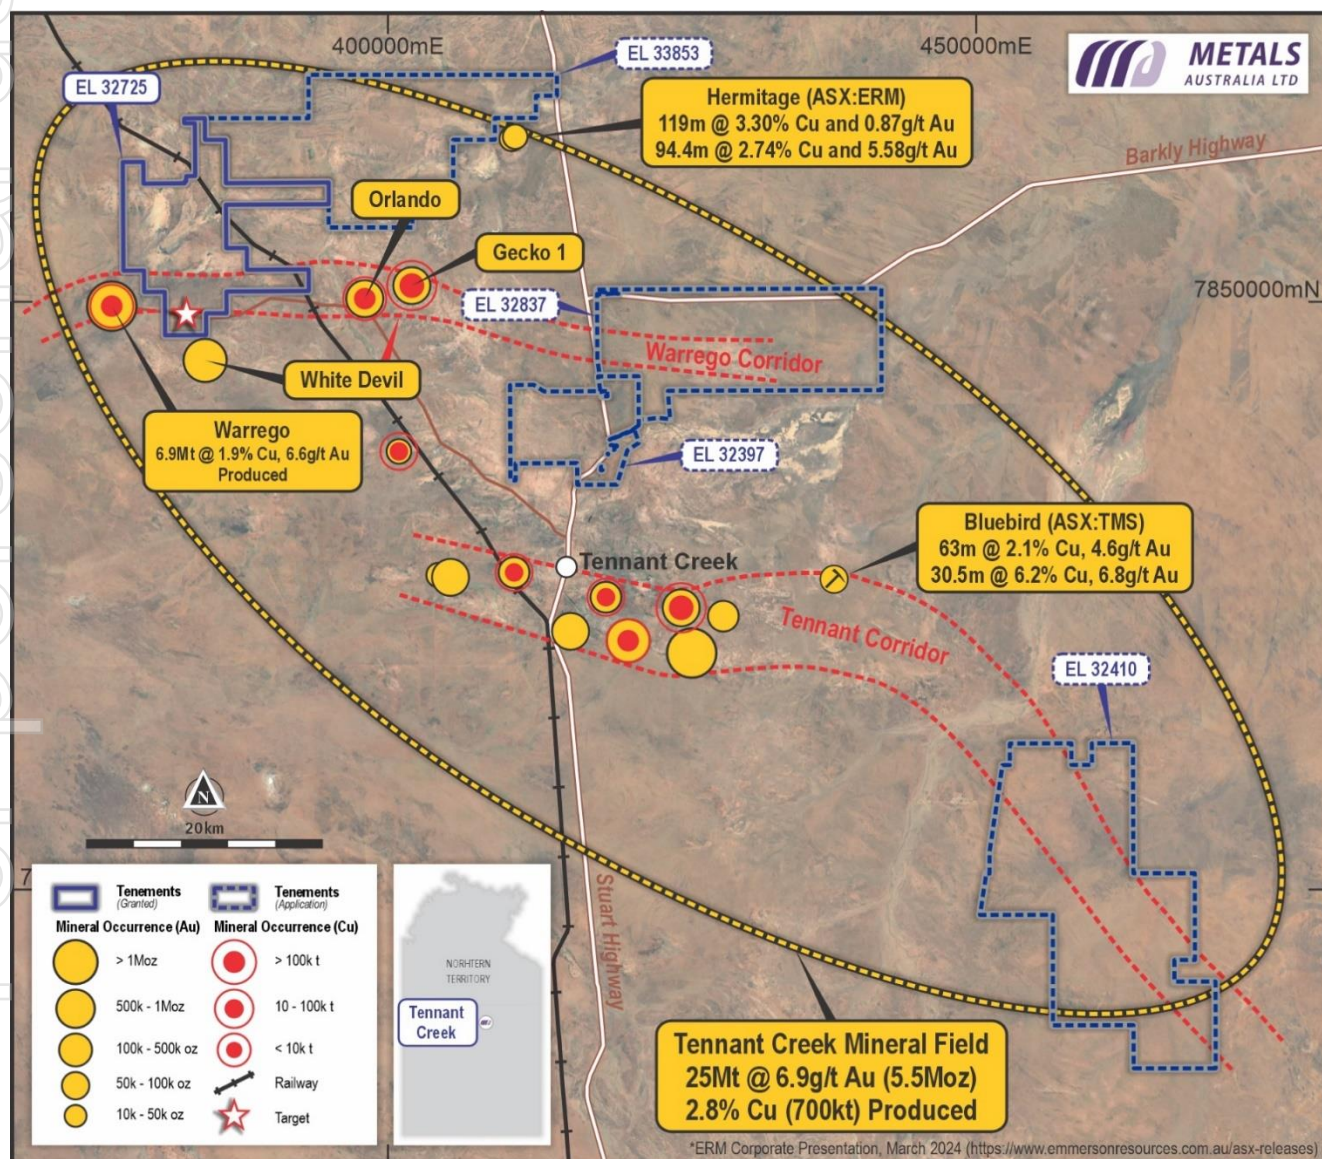 400000mE
450000mE
EL 33853
METALS
AUSTRALIA LTD
EL 32725
Hermitage (ASX:ERM)
119m @ 3.30% Cu and 0.87g/t Au
94.4m @ 2.74% Cu and 5.58g/t Au
Barkly Highway
Orlando
Gecko 1
7850000mN
EL 32837
Warrego Corridor
White Devil
Warrego
6.9Mt @ 1.9% Cu, 6.6g/t Au
Produced
EL 32397
Bluebird (ASX:TMS)
63m @ 2.1% Cu, 4.6g/t Au
30.5m @ 6.2% Cu, 6.8g/t Au
Tennant Creek
Tennant Corridor
EL 32410
N
20km
7
Stuart Highway
Tenements
(Granted)
Tenements
(Application)
Mineral Occurrence (Au)
Mineral Occurrence (Cu)
> 1Moz
> 100k t
500k - 1Moz
10 - 100k t
100k - 500k oz
< 10k t
50k - 100k oz
Railway
10k - 50k oz
Target
NORHTERN
TERRITORY
Tennant
Creek
Tennant Creek Mineral Field
25Mt @ 6.9g/t Au (5.5Moz)
2.8% Cu (700kt) Produced
*ERM Corporate Presentation, March 2024 (https://www.emmersonresources.com.au/asx-releases)